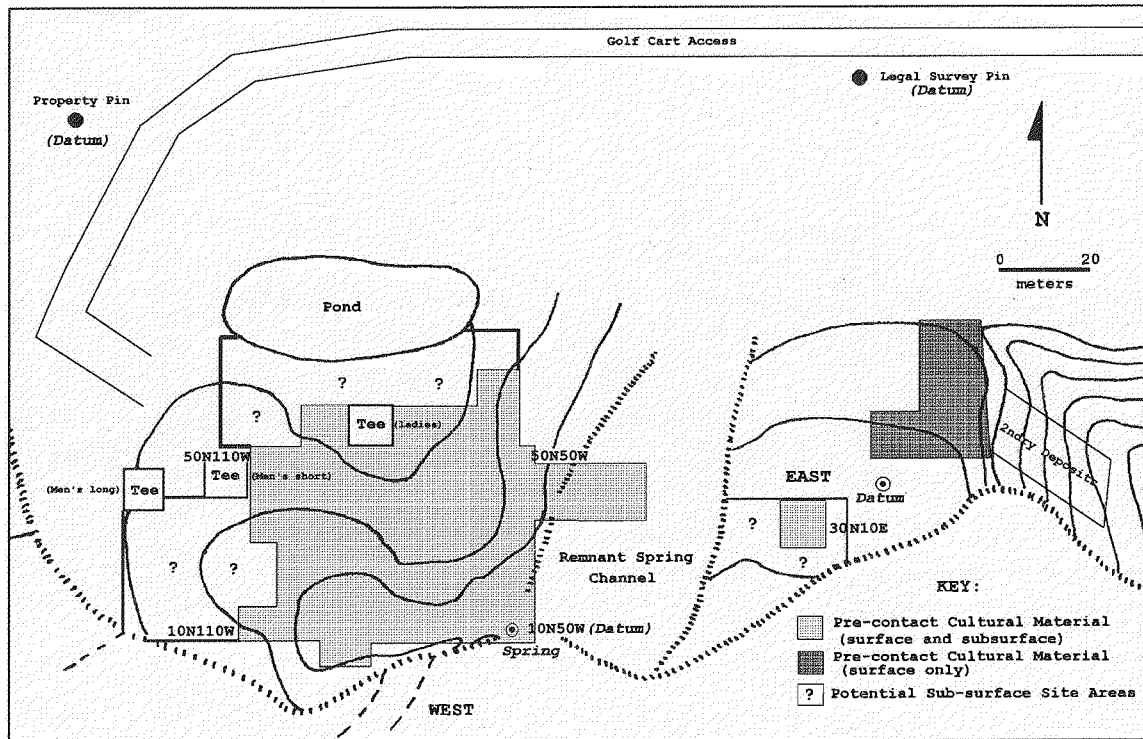 Golf Cart Access
Legal Survey Pin
(Datum)
Property Pin
(Datum)
N
0 20
meters
Pond
? ?
?
Tee (ladies)
50N110W
50N50W
Tee (Men's short)
(Men's long) Tee
2ndry Deposits
EAST
Datum
?
30N10E
?
? ?
Remnant Spring
Channel
10N110W
10N50W (Datum)
Spring
WEST
KEY:
Pre-contact Cultural Material
(surface and subsurface)
Pre-contact Cultural Material
(surface only)
? Potential Sub-surface Site Areas